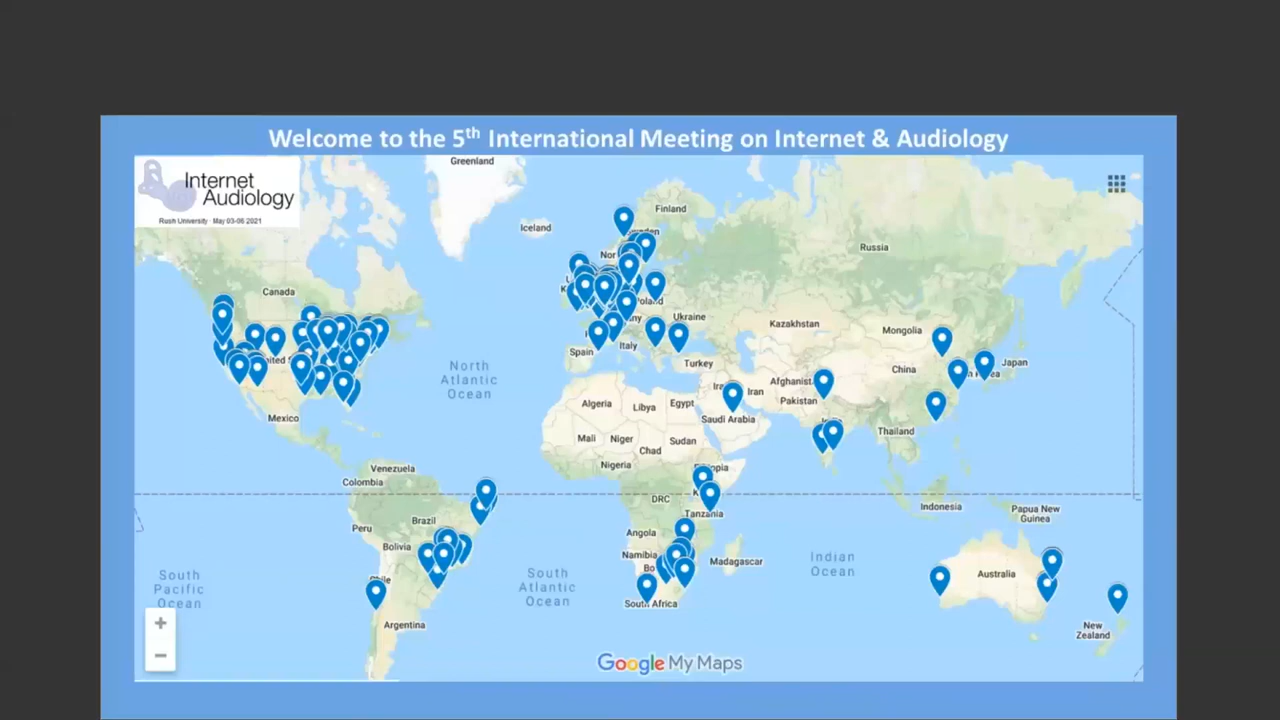 Welcome to the 5th International Meeting on Internet & Audiology
Internet
Audiology
Rush University · May 03-05 2021
Greenland
Iceland
Finland
Russia
Canada
Poland
Ukraine
Kazakhstan
Mongolia
Spain
Italy
Turkey
China
Japan
North
Atlantic
Ocean
Mexico
Algeria
Libya
Egypt
Iran
Pakistan
Saudi Arabia
Mali
Niger
Chad
Sudan
Thailand
Nigeria
Venezuela
Colombia
DRC
Tanzania
Indonesia
Papua New
Guinea
Peru
Brazil
Bolivia
Angola
Namibia
Madagascar
Indian
Ocean
Australia
South
Pacific
Ocean
South
Atlantic
Ocean
South Africa
Argentina
New
Zealand
Google My Maps